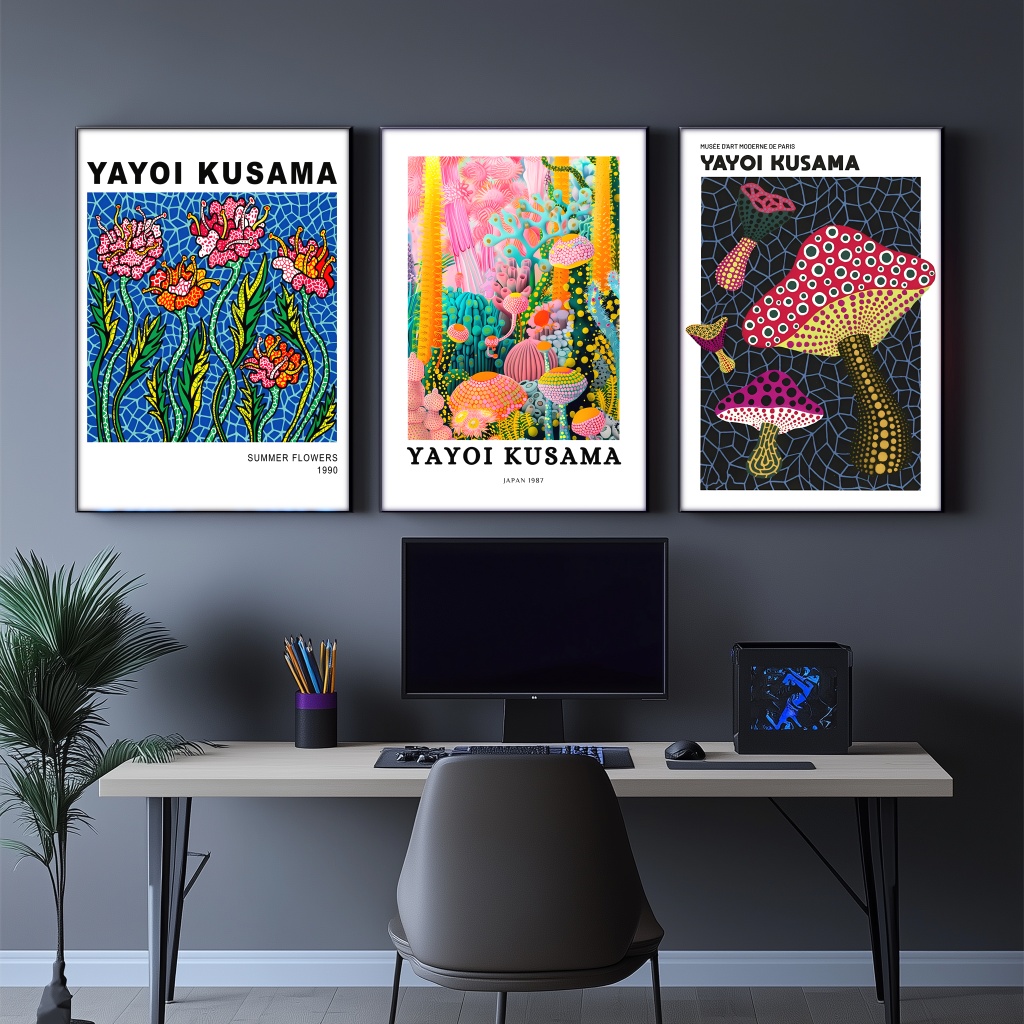 YAYOI KUSAMA
SUMMER FLOWERS
1990
YAYOI KUSAMA
JAPAN 1987
MUSÉE D'ART MODERNE DE PARIS
YAYOI KUSAMA